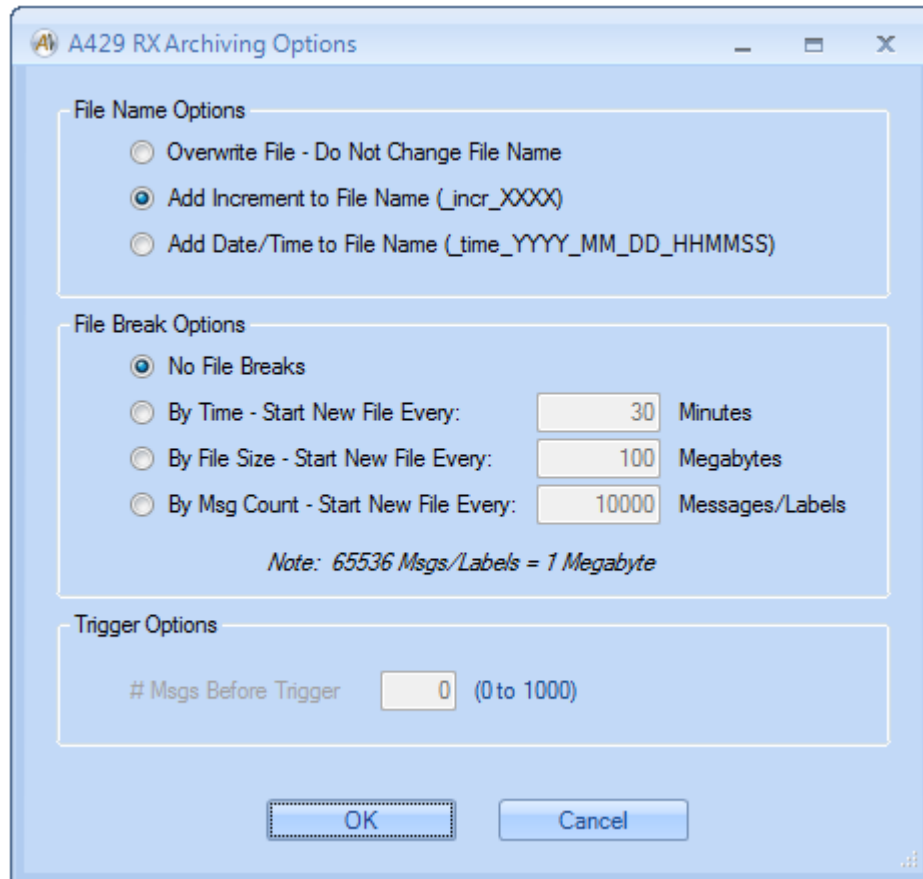 A429 RX Archiving Options
File Name Options
Overwrite File - Do Not Change File Name
Add Increment to File Name (_incr_XXXX)
Add Date/Time to File Name (_time_YYYY_MM_DD_HHMMSS)
File Break Options
No File Breaks
By Time - Start New File Every: 30 Minutes
By File Size - Start New File Every: 100 Megabytes
By Msg Count - Start New File Every: 10000 Messages/Labels
Note: 65536 Msgs/Labels = 1 Megabyte
Trigger Options
# Msgs Before Trigger 0 (0 to 1000)
OK Cancel